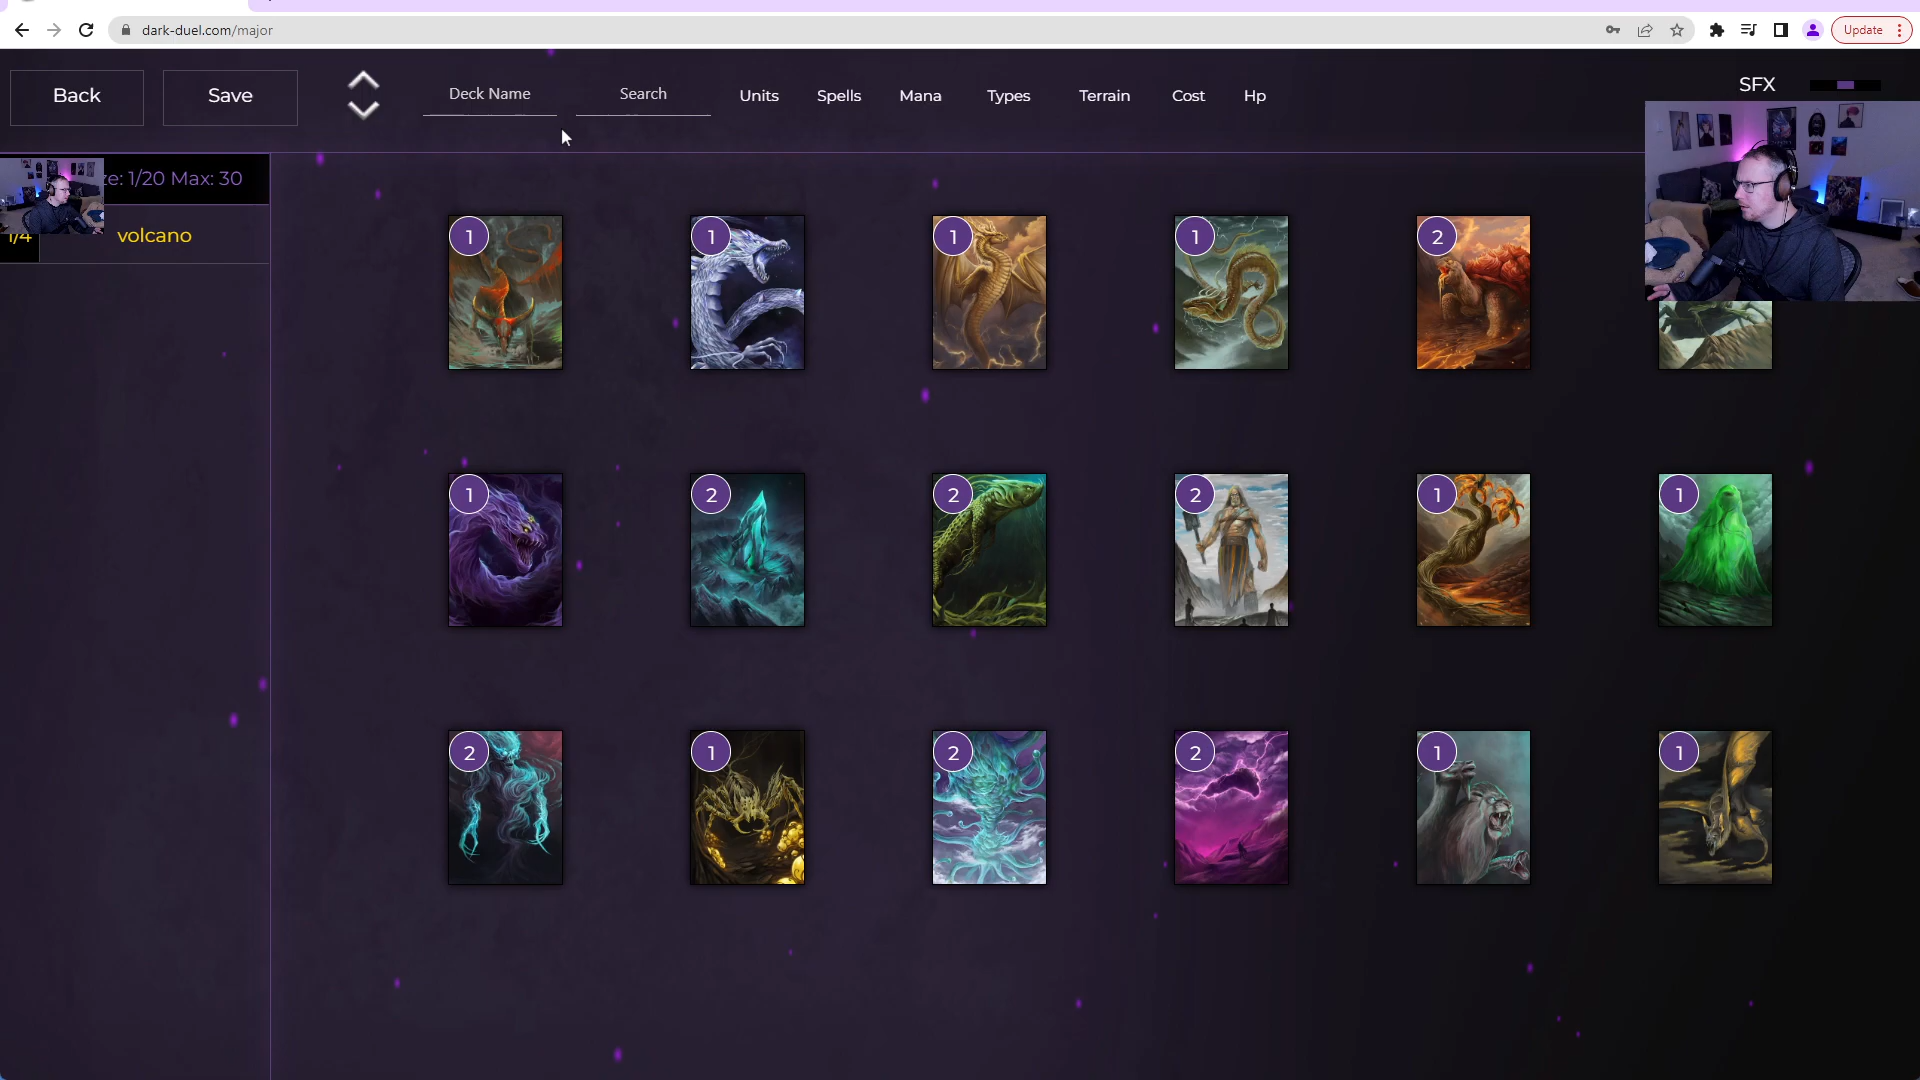 dark-duel.com/major
Update
Back
Save
Deck Name
Search
Units
Spells
Mana
Types
Terrain
Cost
Hp
SFX
1/20 Max: 30
1/4
volcano
1
1
1
1
2
1
2
2
2
1
1
2
1
2
2
1
1